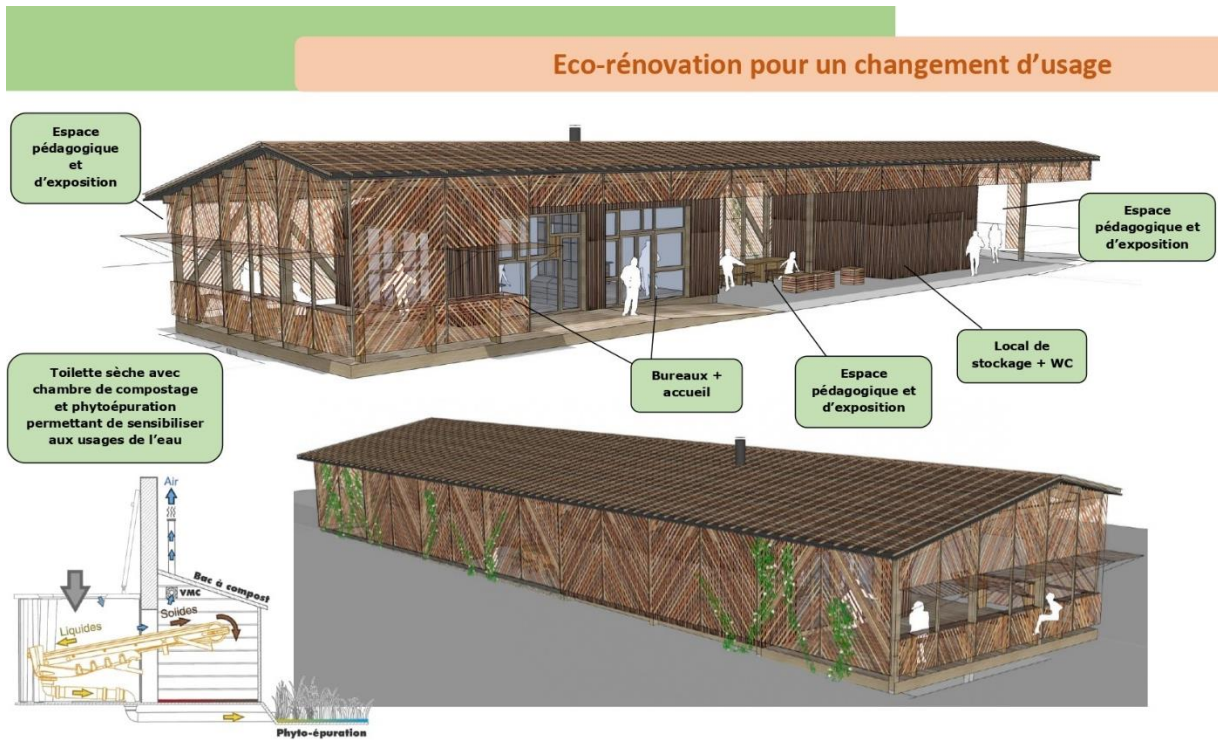 Eco-rénovation pour un changement d’usage
Espace
pédagogique
et
d’exposition
Espace
pédagogique et
d’exposition
Local de
stockage + WC
Bureaux +
accueil
Espace
pédagogique et
d’exposition
Toilette sèche avec
chambre de compostage
et phytoépuration
permettant de sensibiliser
aux usages de l’eau
Air
Bac à compost
VMC
Solides
Liquides
Phyto-épuration